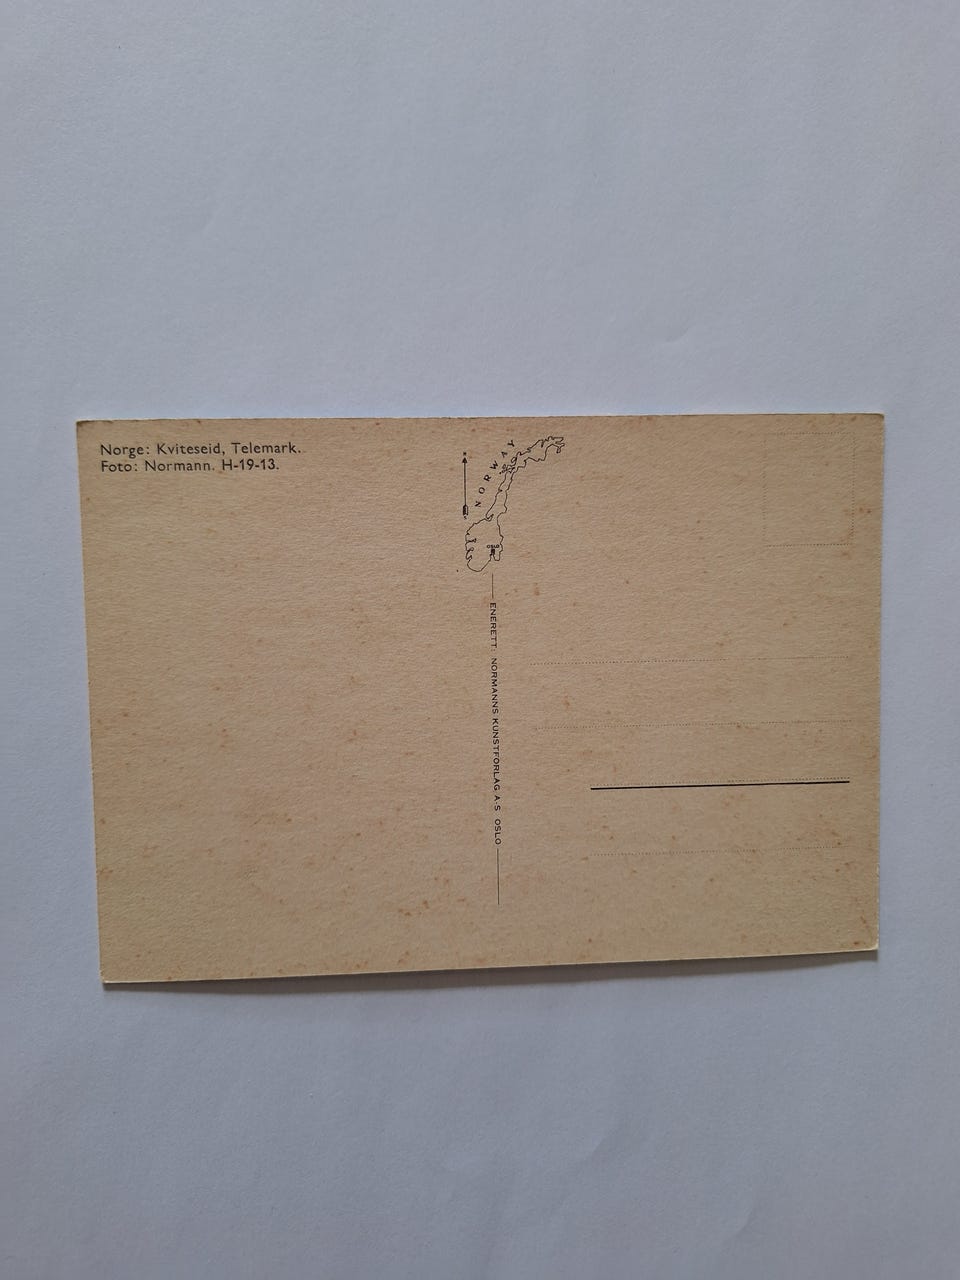 Norge: Kviteseid, Telemark.
Foto: Normann. H-19-13.
NORWAY
ENERETT: NORMANNS KUNSTFORLAG A·S OSLO